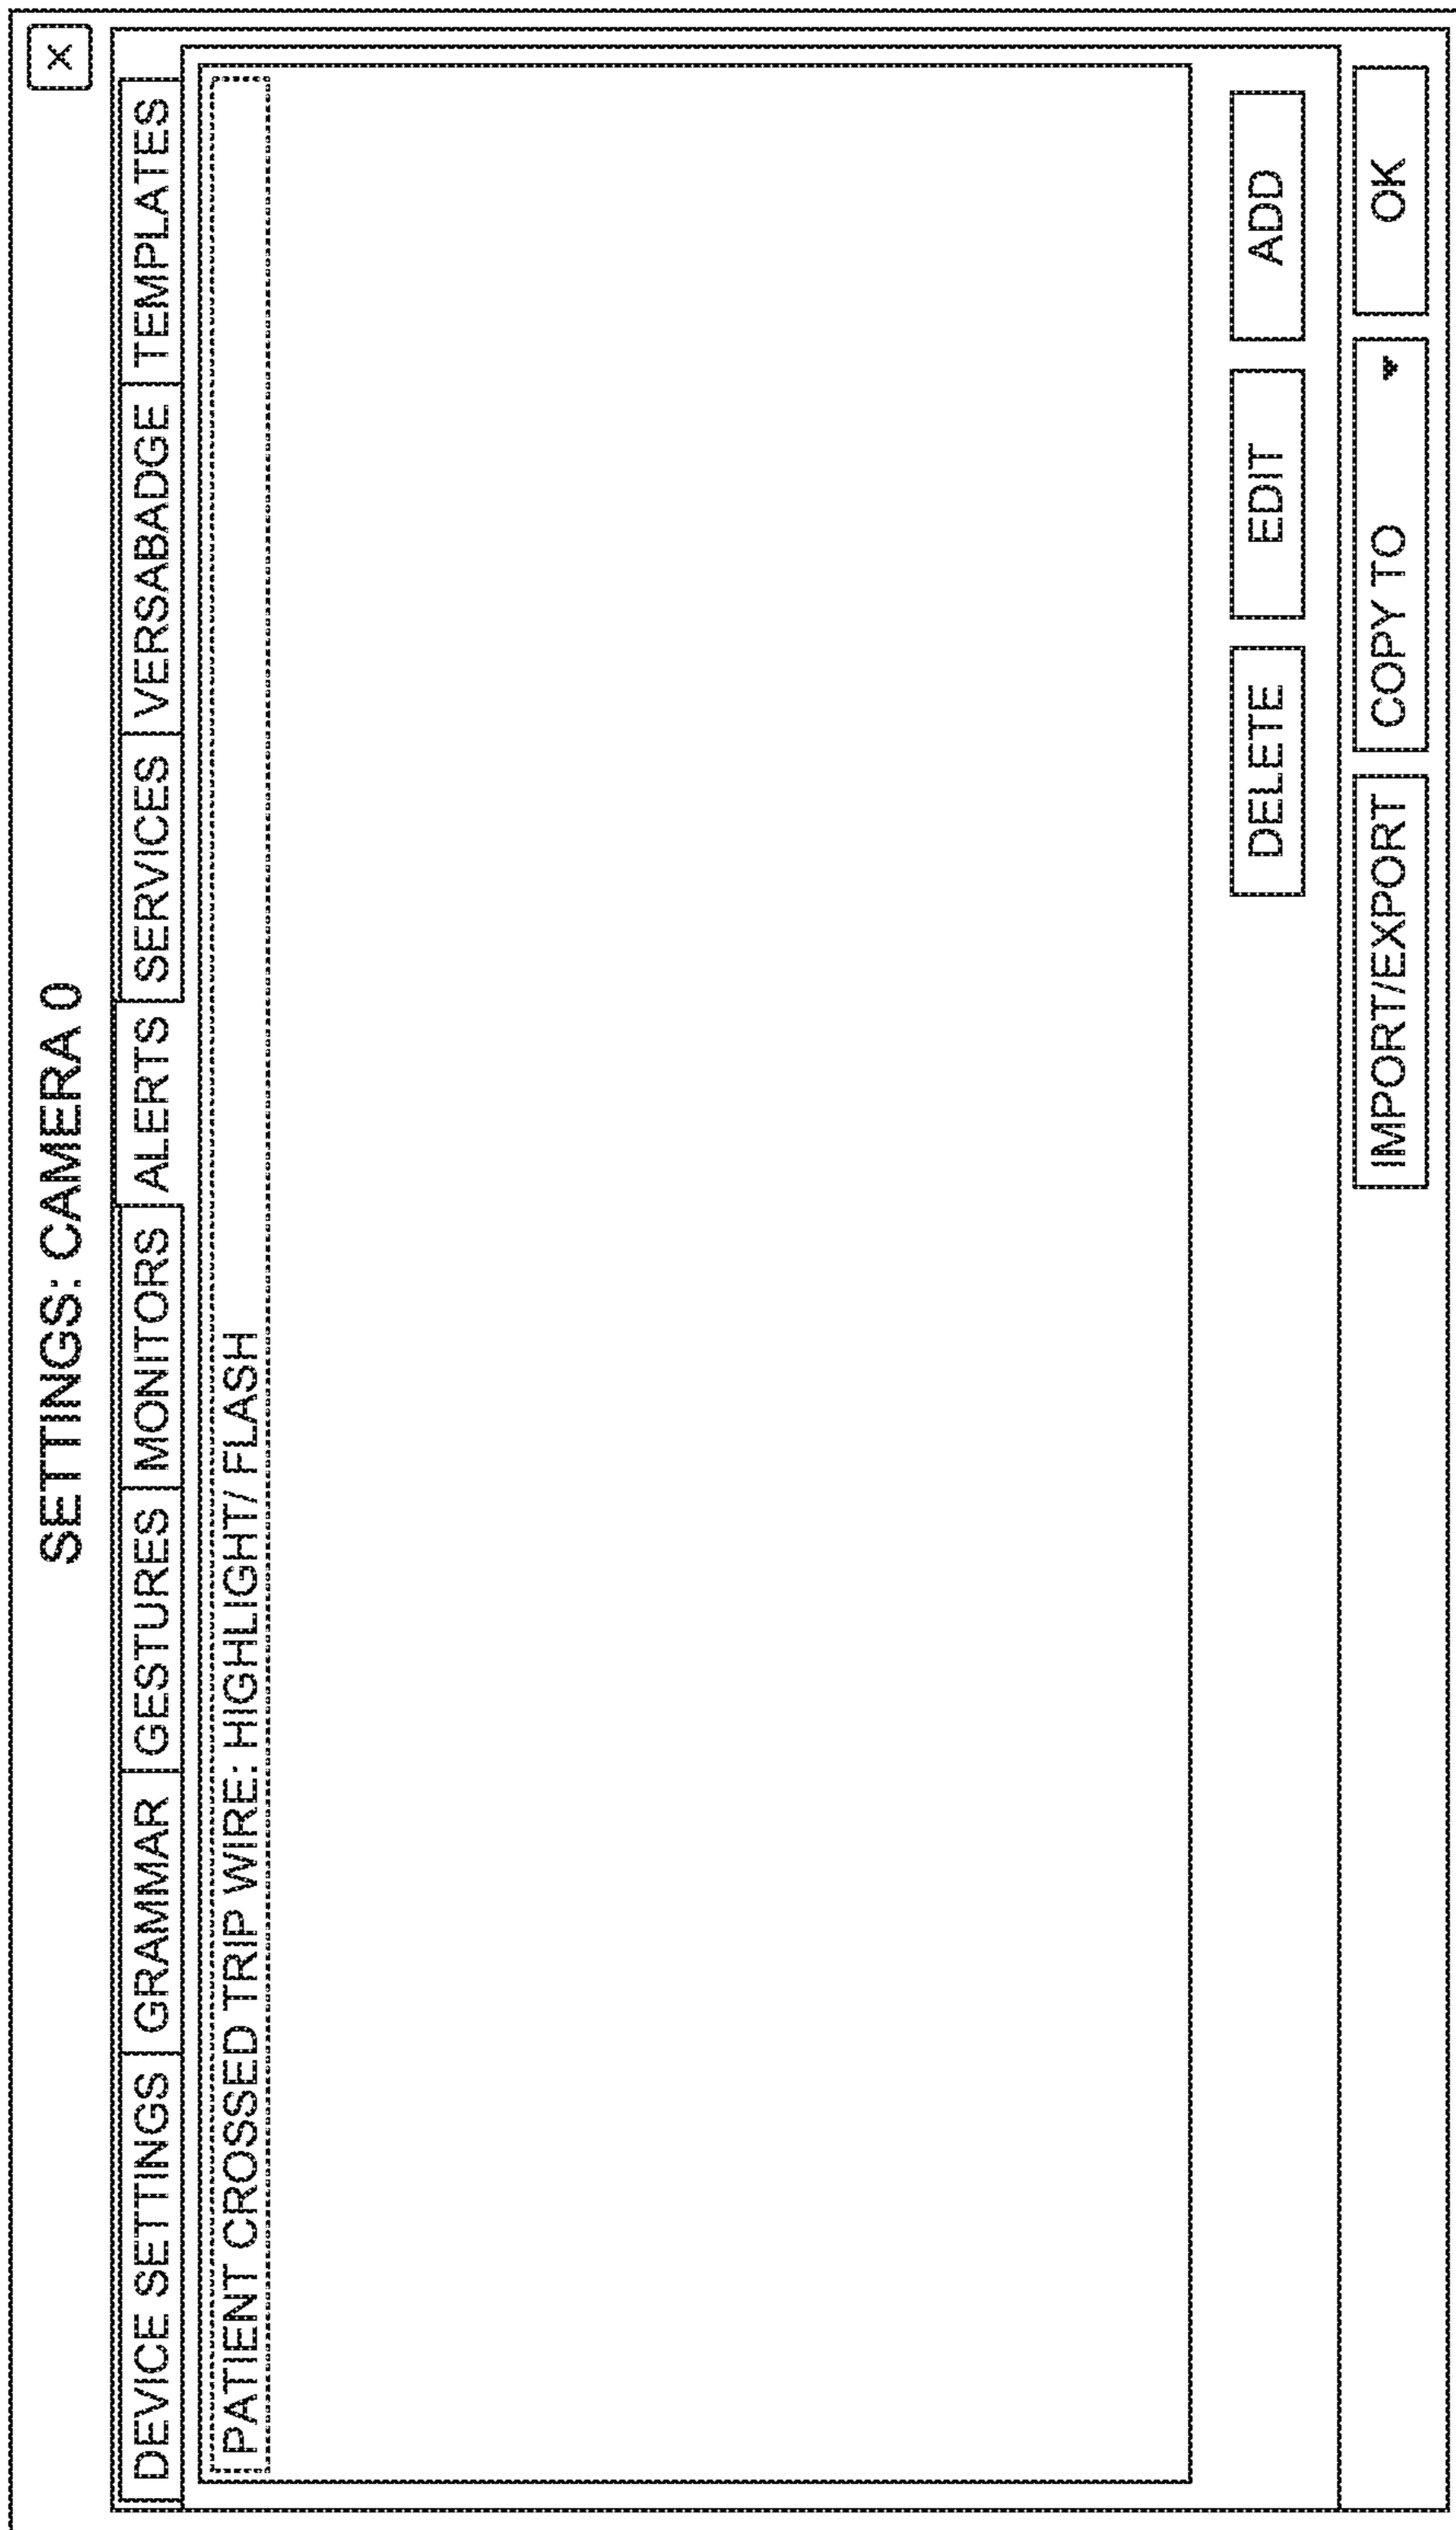 SETTINGS: CAMERA 0 X
DEVICE SETTINGS GRAMMAR GESTURES MONITORS ALERTS SERVICES VERSABADGE TEMPLATES
PATIENT CROSSED TRIP WIRE: HIGHLIGHT/ FLASH
DELETE EDIT ADD
IMPORT/EXPORT COPY TO OK